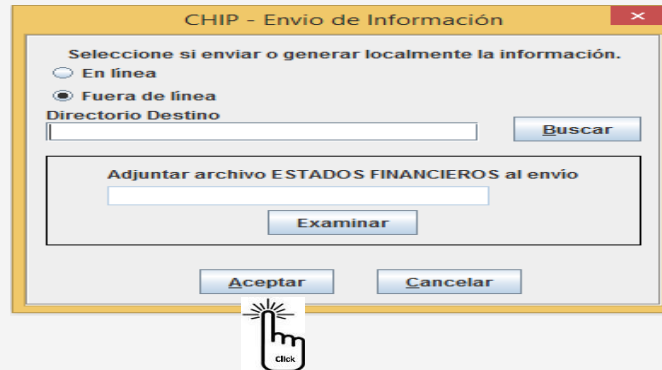 CHIP - Envio de Información
Seleccione si enviar o generar localmente la información.
En línea
Fuera de línea
Directorio Destino
Buscar
Adjuntar archivo ESTADOS FINANCIEROS al envío
Examinar
Aceptar
Cancelar
Click